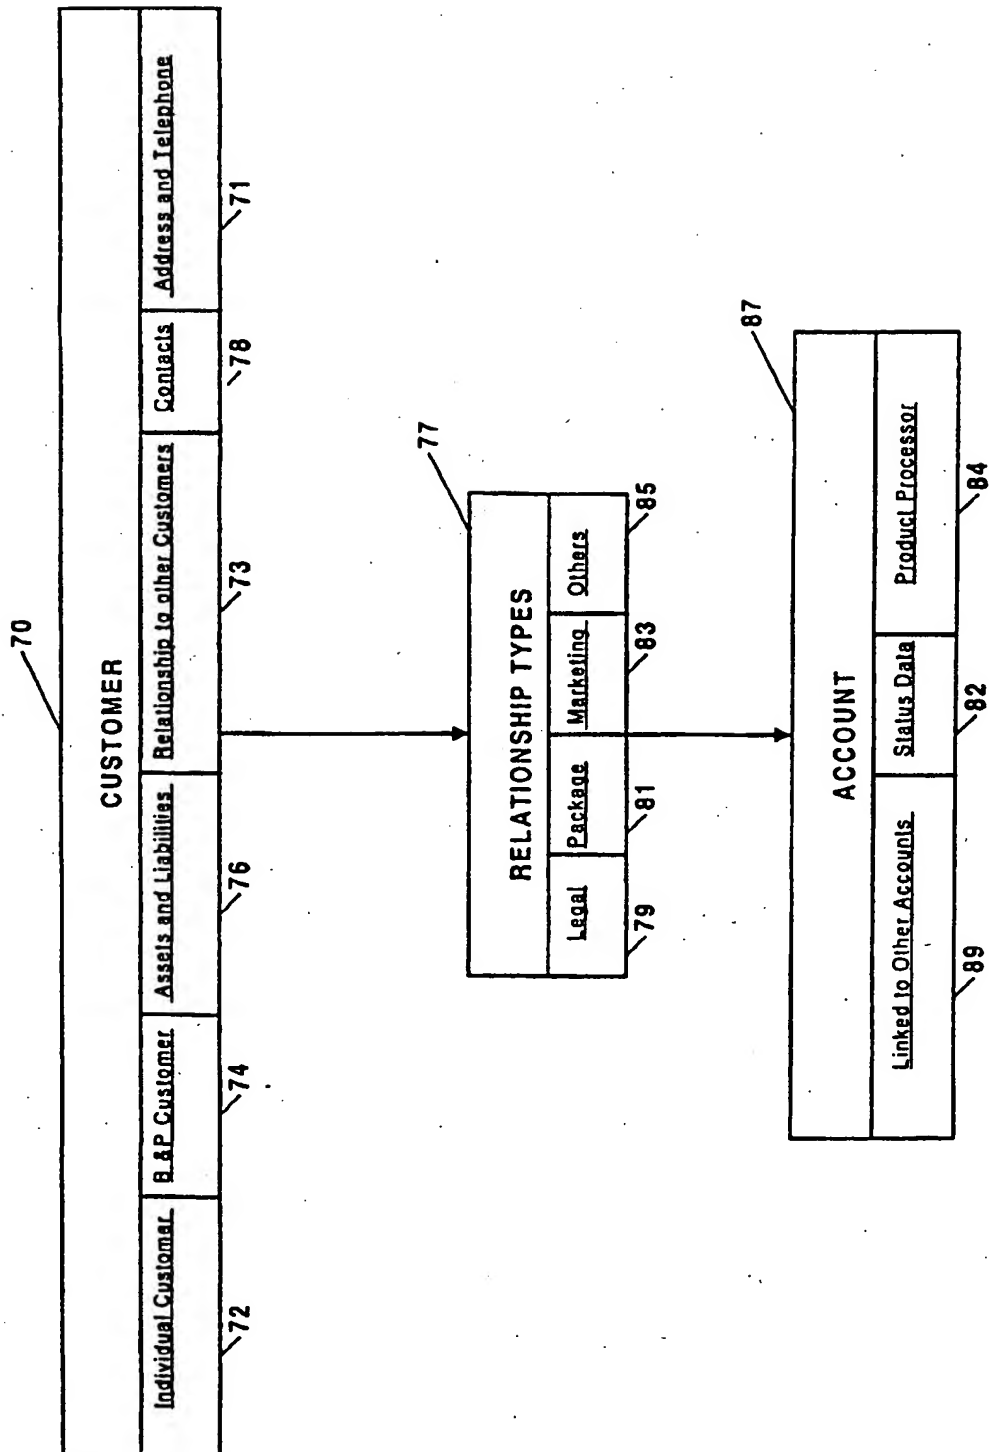 70
CUSTOMER
Individual Customer
B &P Customer
Assets and Liabilities
Relationship to other Customers
Contacts
Address and Telephone
72
74
76
73
78
71
77
RELATIONSHIP TYPES
Legal
Package
Marketing
Others
79
81
83
85
87
ACCOUNT
Linked to Other Accounts
Status Data
Product Processor
89
82
84